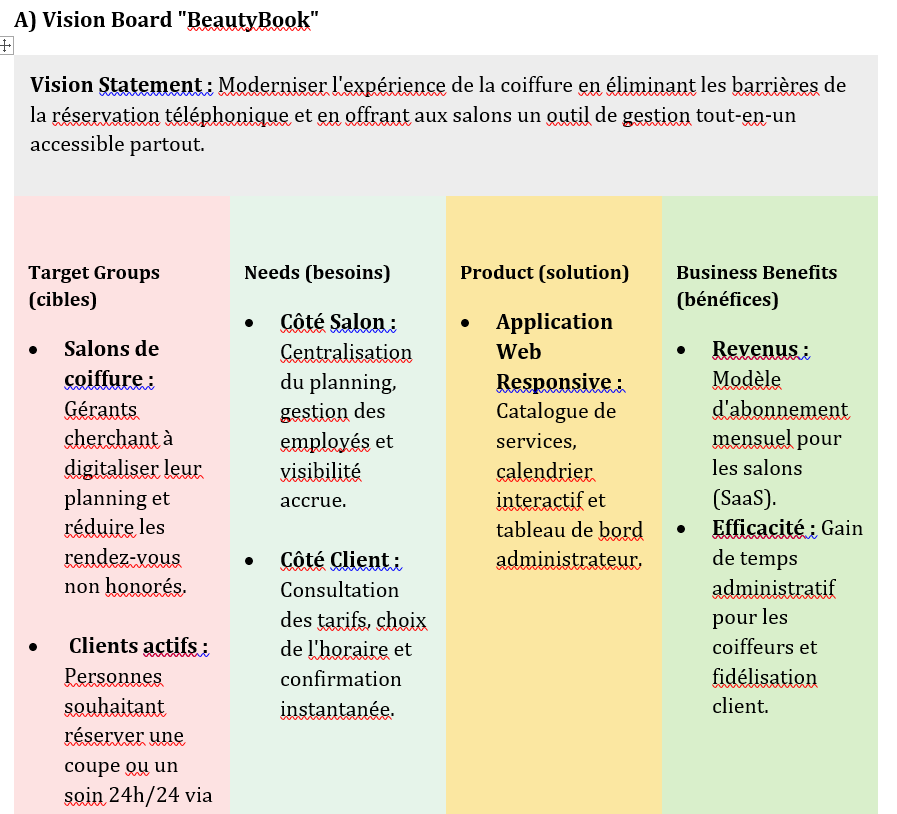 A) Vision Board "BeautyBook"
Vision Statement : Moderniser l'expérience de la coiffure en éliminant les barrières de
la réservation téléphonique et en offrant aux salons un outil de gestion tout-en-un
accessible partout.
Target Groups
(cibles)
• Salons de
coiffure :
Gérants
cherchant à
digitaliser leur
planning et
réduire les
rendez-vous
non honorés.
• Clients actifs :
Personnes
souhaitant
réserver une
coupe ou un
soin 24h/24 via
Needs (besoins)
• Côté Salon :
Centralisation
du planning,
gestion des
employés et
visibilité
accrue.
• Côté Client :
Consultation
des tarifs, choix
de l'horaire et
confirmation
instantanée.
Product (solution)
• Application
Web
Responsive :
Catalogue de
services,
calendrier
interactif et
tableau de bord
administrateur.
Business Benefits
(bénéfices)
• Revenus :
Modèle
d'abonnement
mensuel pour
les salons
(SaaS).
• Efficacité : Gain
de temps
administratif
pour les
coiffeurs et
fidélisation
client.